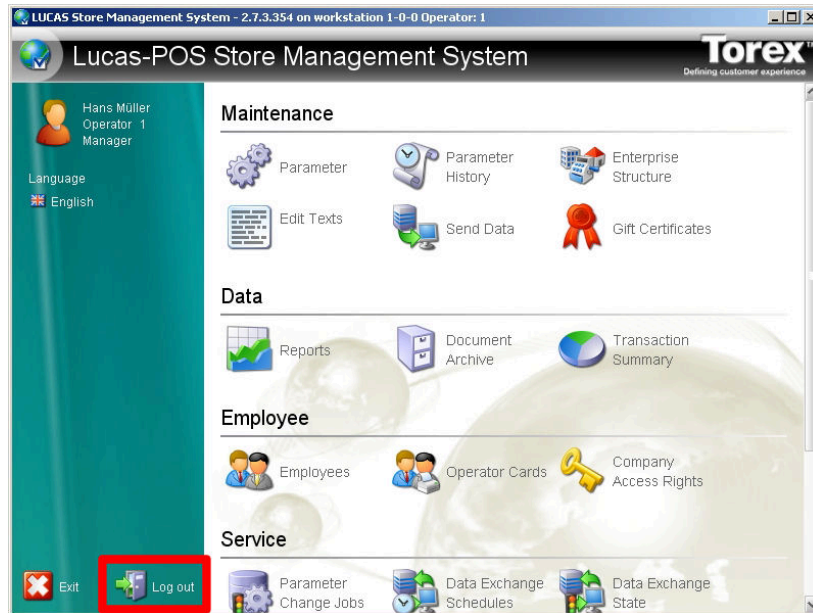 LUCAS Store Management System - 2.7.3.354 on workstation 1-0-0 Operator: 1
Lucas-POS Store Management System
Torex™
Defining customer experience
Hans Müller
Operator 1
Manager
Language
English
Exit
Log out
Maintenance
Parameter
Parameter
History
Enterprise
Structure
Edit Texts
Send Data
Gift Certificates
Data
Reports
Document
Archive
Transaction
Summary
Employee
Employees
Operator Cards
Company
Access Rights
Service
Parameter
Change Jobs
Data Exchange
Schedules
Data Exchange
State